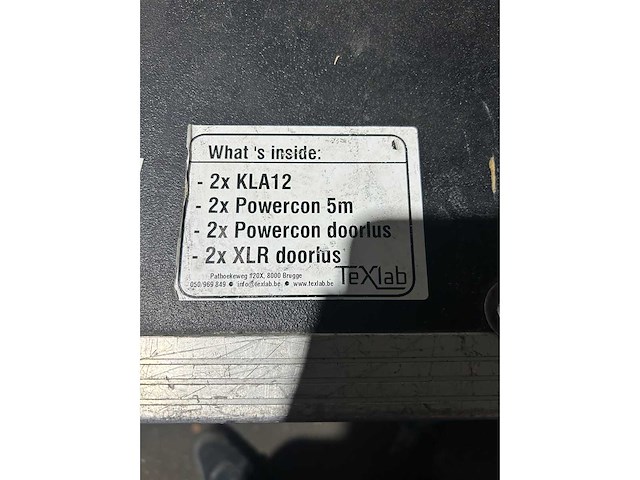 What 's inside:
- 2x KLA12
- 2x Powercon 5m
- 2x Powercon doorlus
- 2x XLR doorlus
Pathoekeweg #20X, 8000 Brugge
050/969 849 ● info@texlab.be ● www.texlab.be
TeXlab